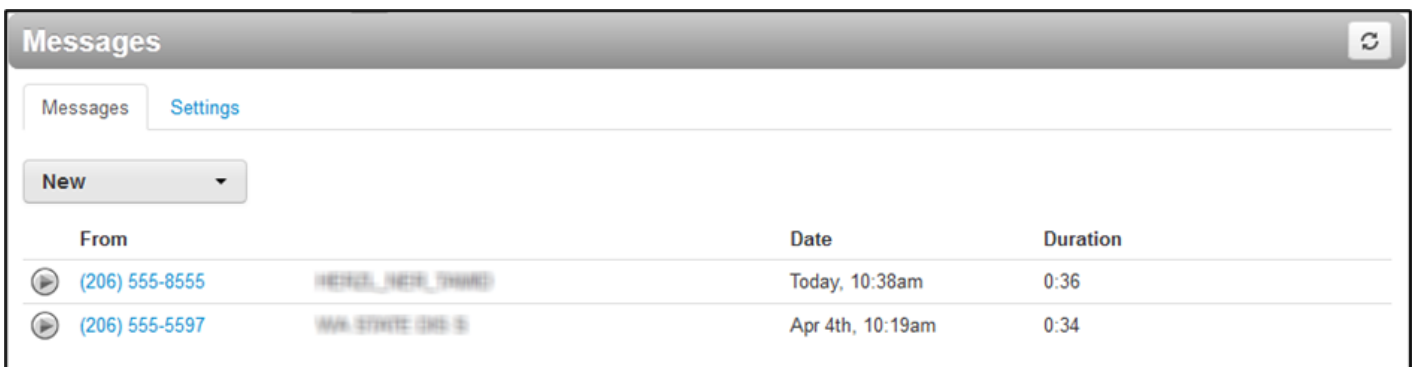 Messages
Messages Settings
New
From Date Duration
(206) 555-8555 Today, 10:38am 0:36
(206) 555-5597 Apr 4th, 10:19am 0:34